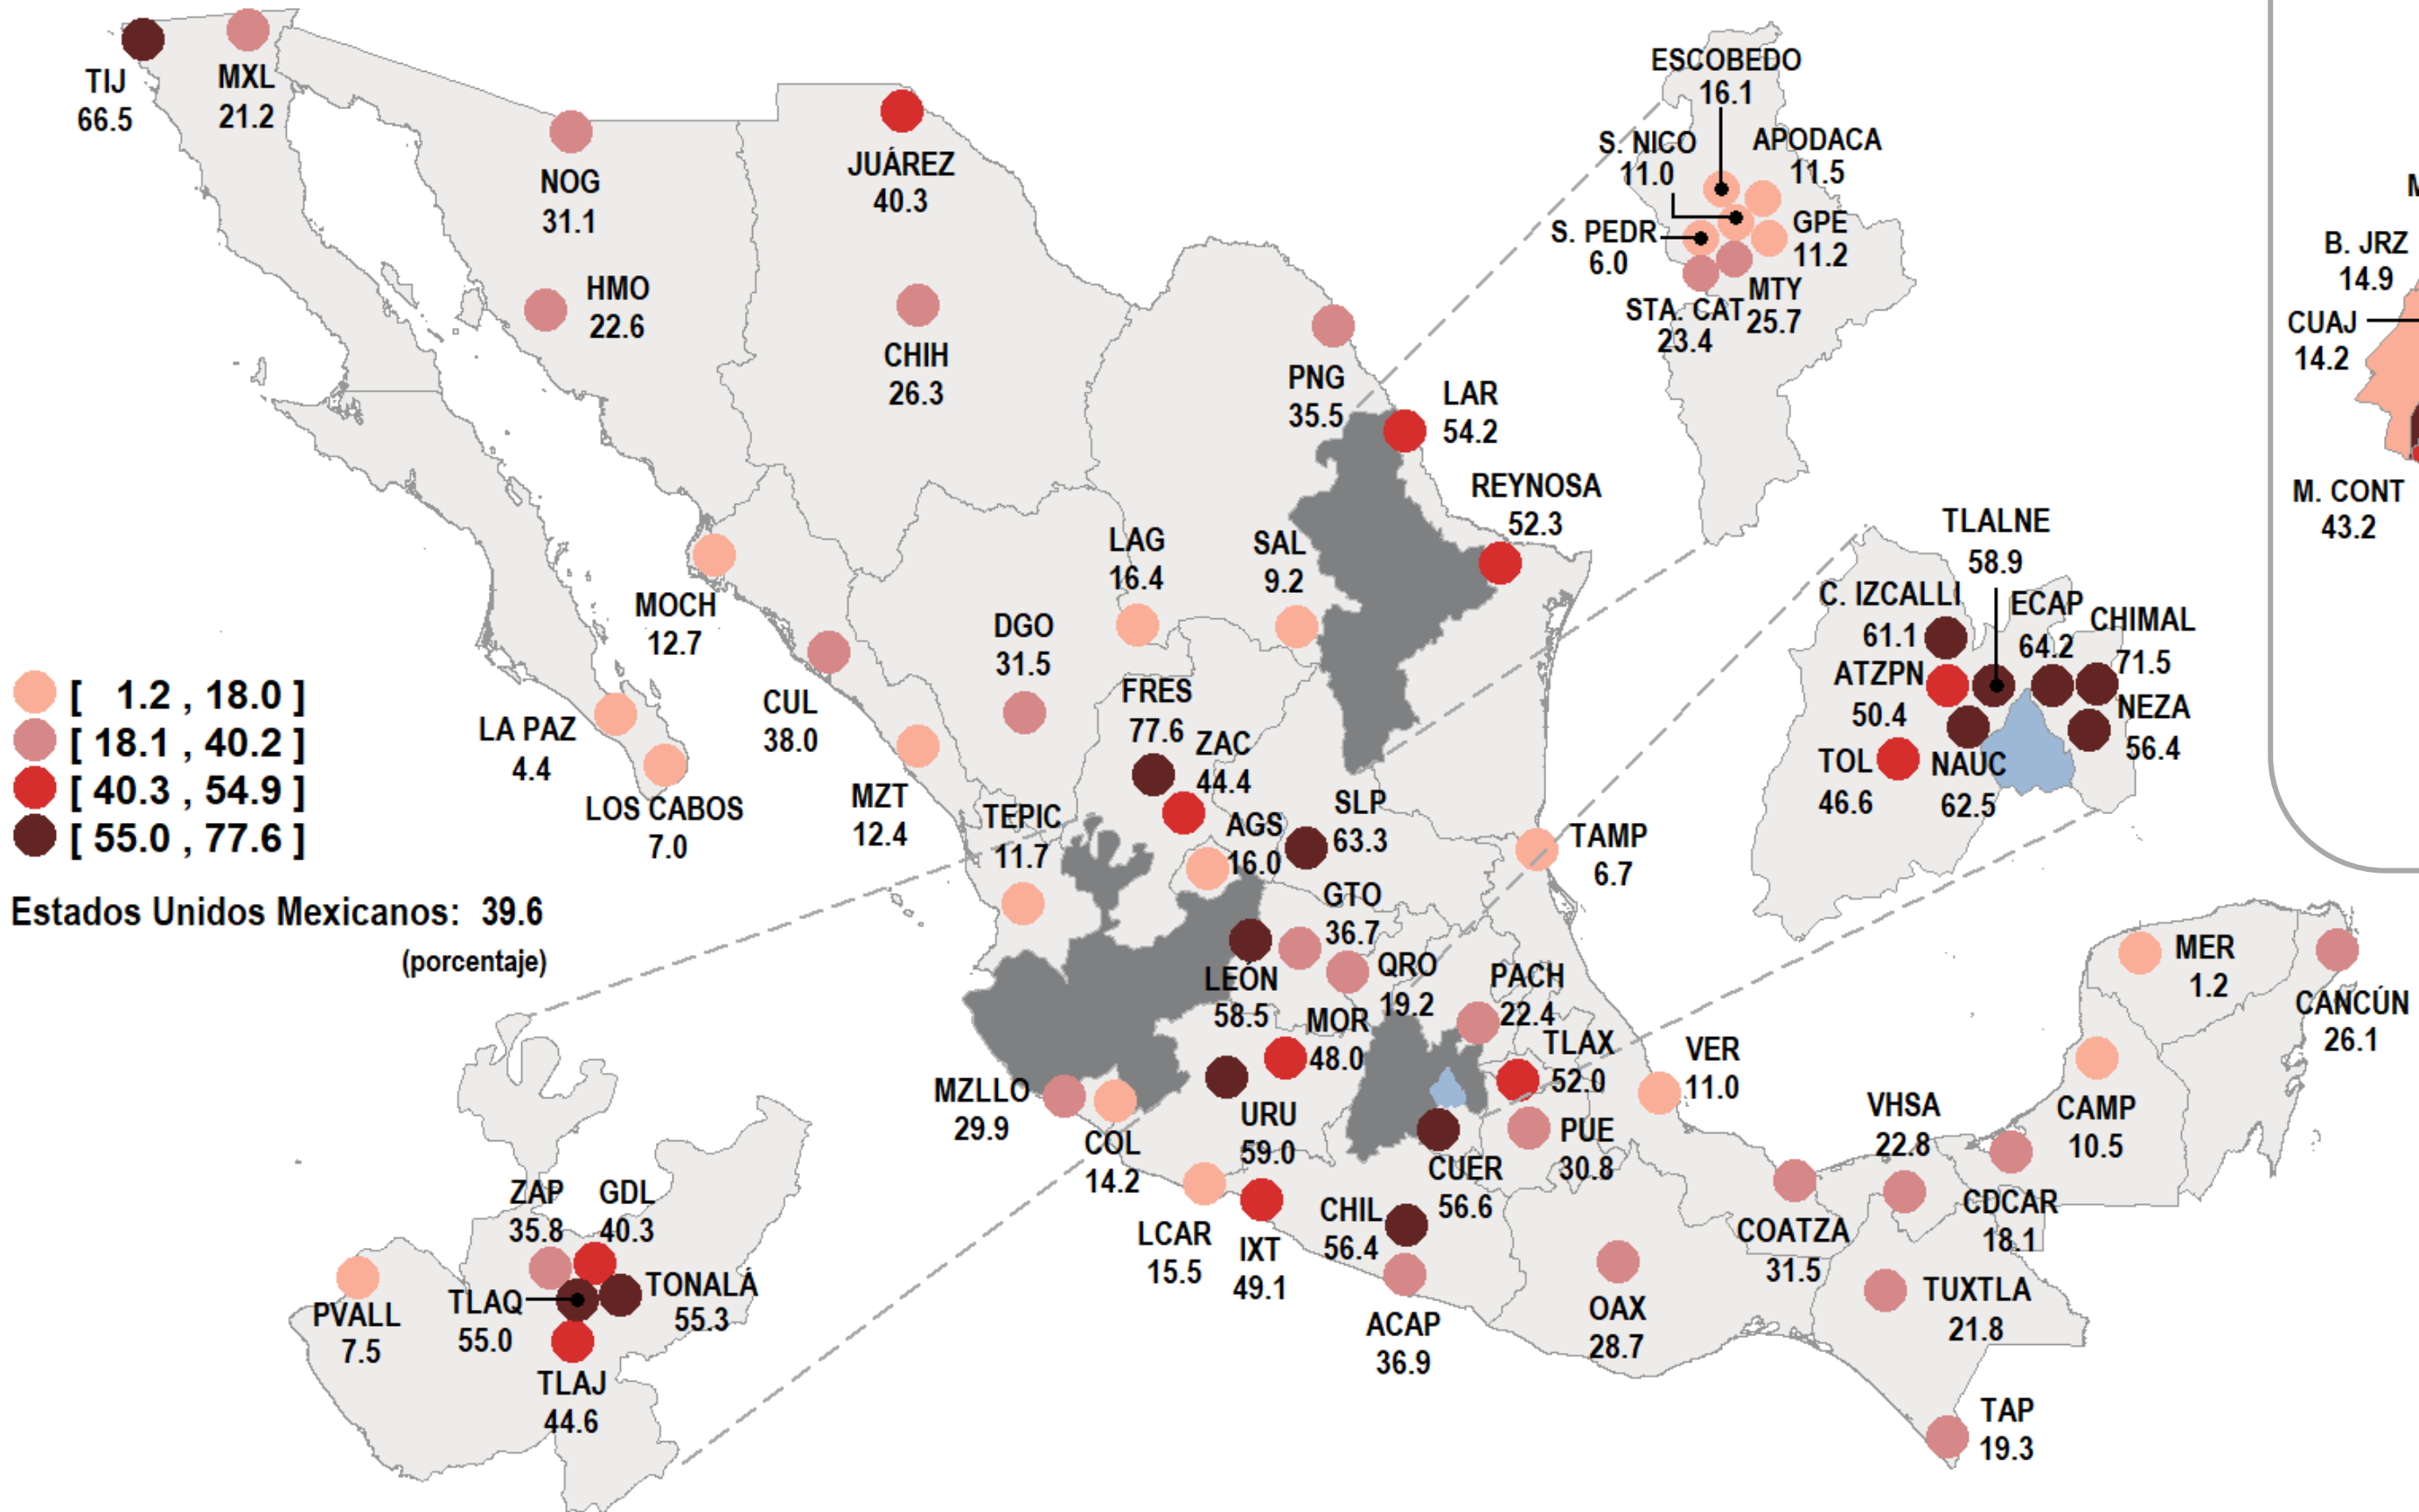 TIJ
66.5
MXL
21.2
NOG
31.1
HMO
22.6
JUÁREZ
40.3
CHIH
26.3
PNG
35.5
LAR
54.2
REYNOSA
52.3
ESCOBEDO
16.1
S. NICO
11.0
APODACA
11.5
S. PEDR
6.0
GPE
11.2
MTY
25.7
STA. CAT
23.4
B. JRZ
14.9
CUAJ
14.2
M. CONT
43.2
MOCH
12.7
CUL
38.0
LA PAZ
4.4
LOS CABOS
7.0
MZT
12.4
DGO
31.5
LAG
16.4
SAL
9.2
FRES
77.6
ZAC
44.4
TEPIC
11.7
AGS
16.0
SLP
63.3
TAMP
6.7
TLALNE
58.9
C. IZCALLI
61.1
ECAP
64.2
CHIMAL
71.5
ATZPN
50.4
NEZA
56.4
TOL
46.6
NAUC
62.5
[ 1.2 , 18.0 ]
[ 18.1 , 40.2 ]
[ 40.3 , 54.9 ]
[ 55.0 , 77.6 ]
Estados Unidos Mexicanos: 39.6
(porcentaje)
GTO
36.7
LEÓN
58.5
QRO
19.2
PACH
22.4
MOR
48.0
TLAX
52.0
VER
11.0
MZLLO
29.9
COL
14.2
URU
59.0
CUER
56.6
PUE
30.8
LCAR
15.5
IXT
49.1
CHIL
56.4
ACAP
36.9
OAX
28.7
COATZA
31.5
VHSA
22.8
CDCAR
18.1
CAMP
10.5
MER
1.2
CANCÚN
26.1
TUXTLA
21.8
TAP
19.3
ZAP
35.8
GDL
40.3
PVALL
7.5
TLAQ
55.0
TONALÁ
55.3
TLAJ
44.6